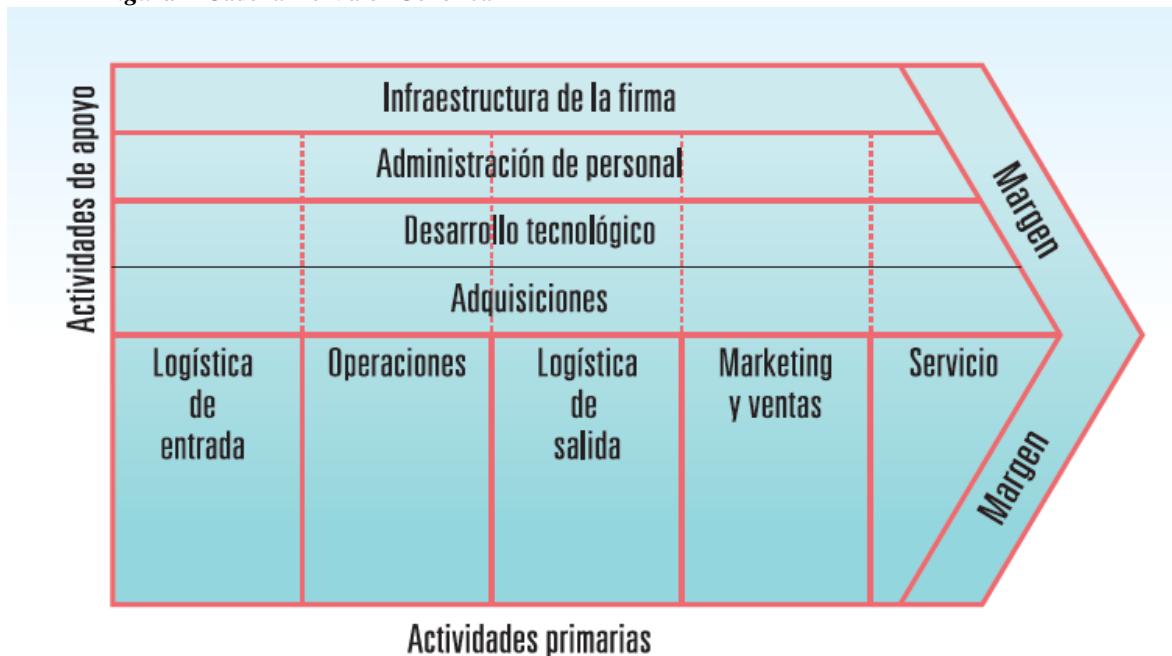 Actividades de apoyo
Infraestructura de la firma
Administración de personal
Desarrollo tecnológico
Adquisiciones
Margen
Logística
de
entrada
Operaciones
Logística
de
salida
Marketing
y ventas
Servicio
Margen
Actividades primarias